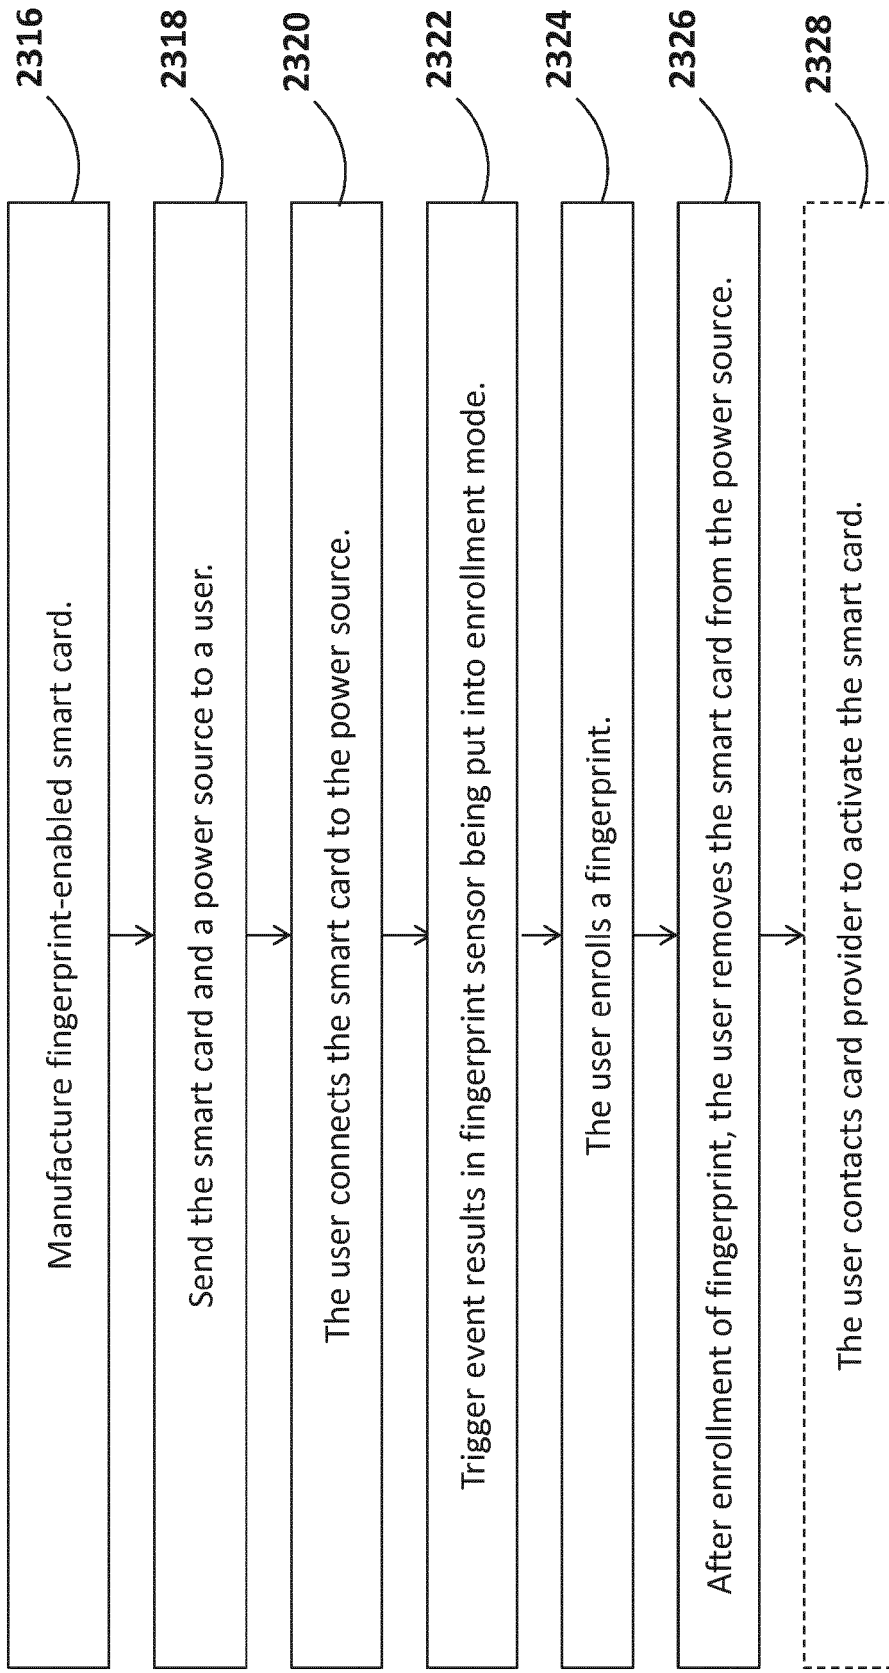 Manufacture fingerprint-enabled smart card.
2316
Send the smart card and a power source to a user.
2318
The user connects the smart card to the power source.
2320
Trigger event results in fingerprint sensor being put into enrollment mode.
2322
The user enrolls a fingerprint.
2324
After enrollment of fingerprint, the user removes the smart card from the power source.
2326
The user contacts card provider to activate the smart card.
2328